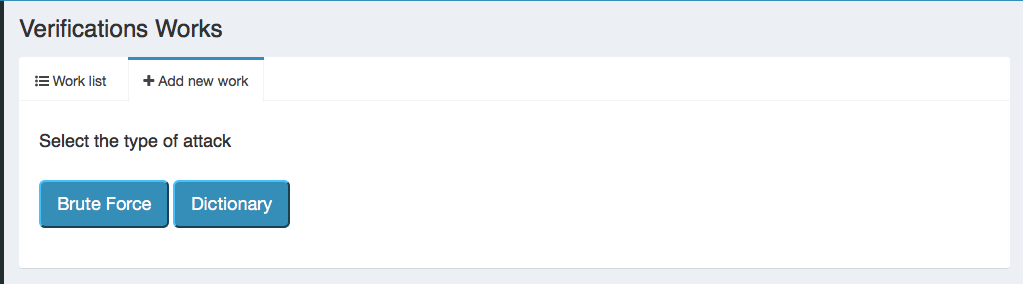 Verifications Works
Work list
Add new work
Select the type of attack
Brute Force
Dictionary